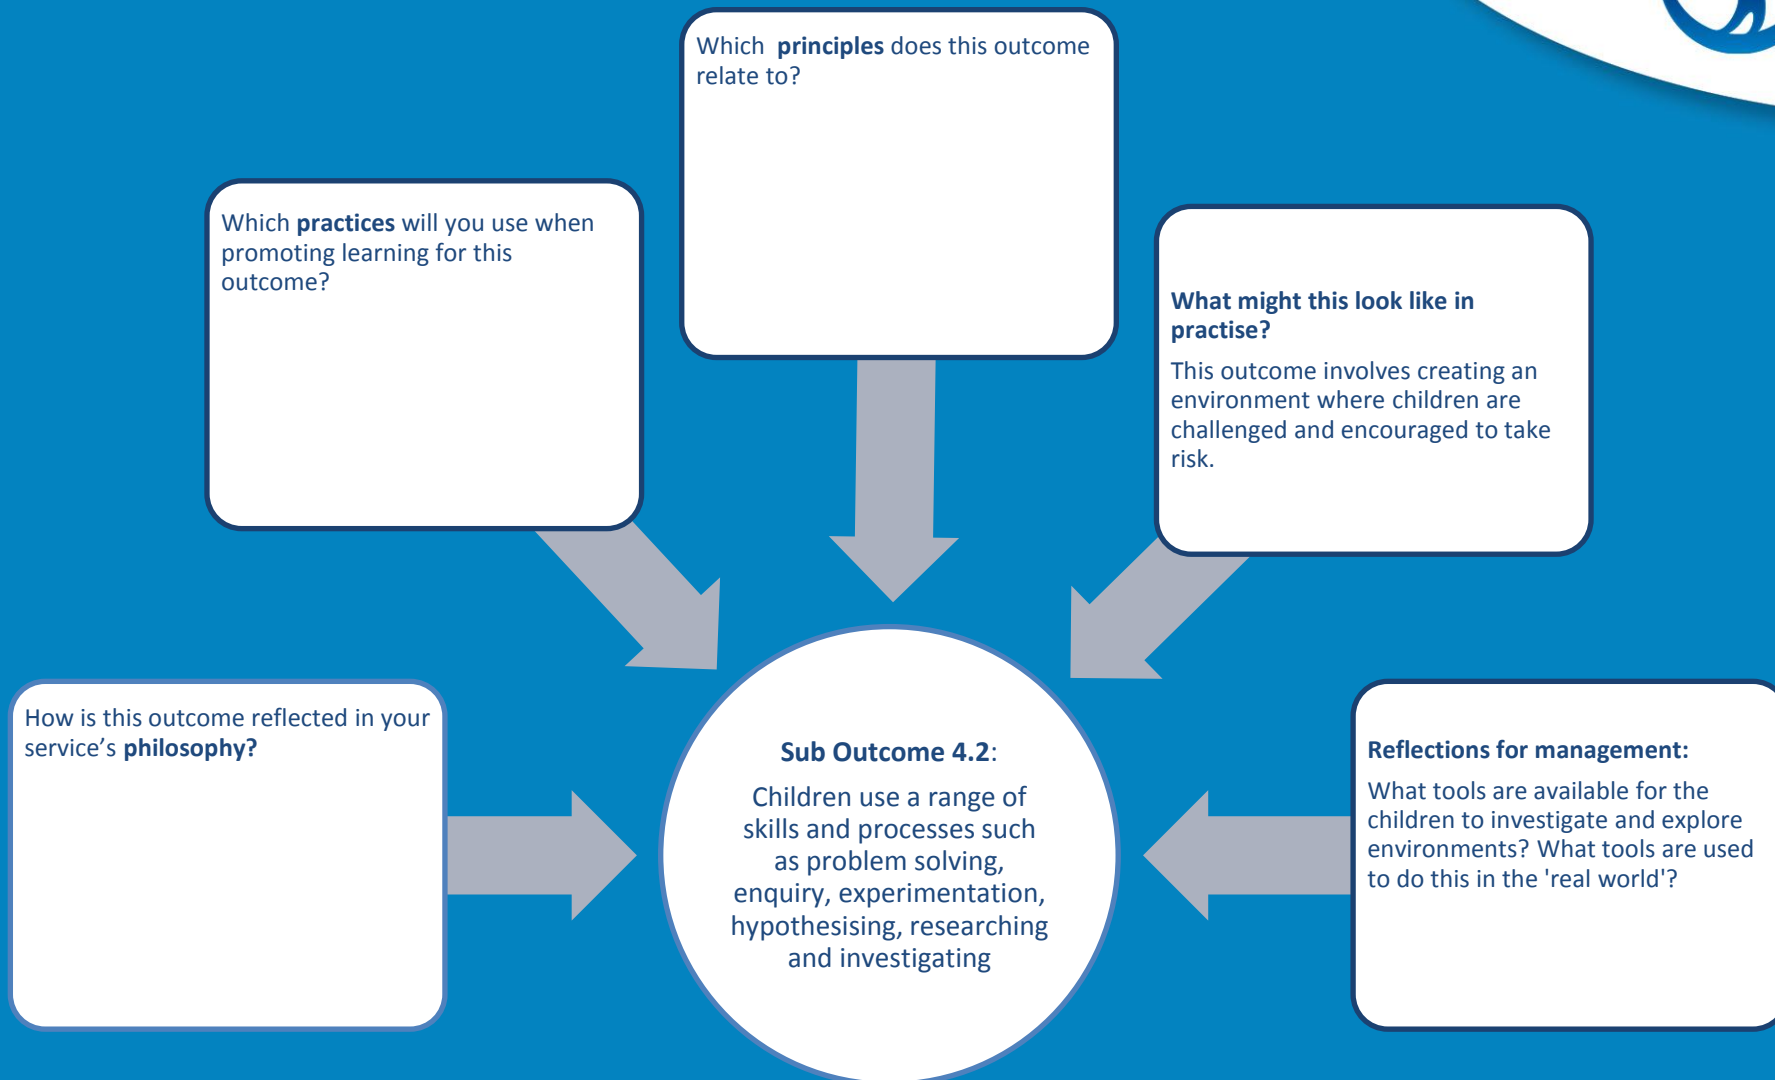 Which principles does this outcome
relate to?
Which practices will you use when
promoting learning for this
outcome?
What might this look like in
practise?
This outcome involves creating an
environment where children are
challenged and encouraged to take
risk.
How is this outcome reflected in your
service’s philosophy?
Sub Outcome 4.2:
Children use a range of
skills and processes such
as problem solving,
enquiry, experimentation,
hypothesising, researching
and investigating
Reflections for management:
What tools are available for the
children to investigate and explore
environments? What tools are used
to do this in the 'real world'?